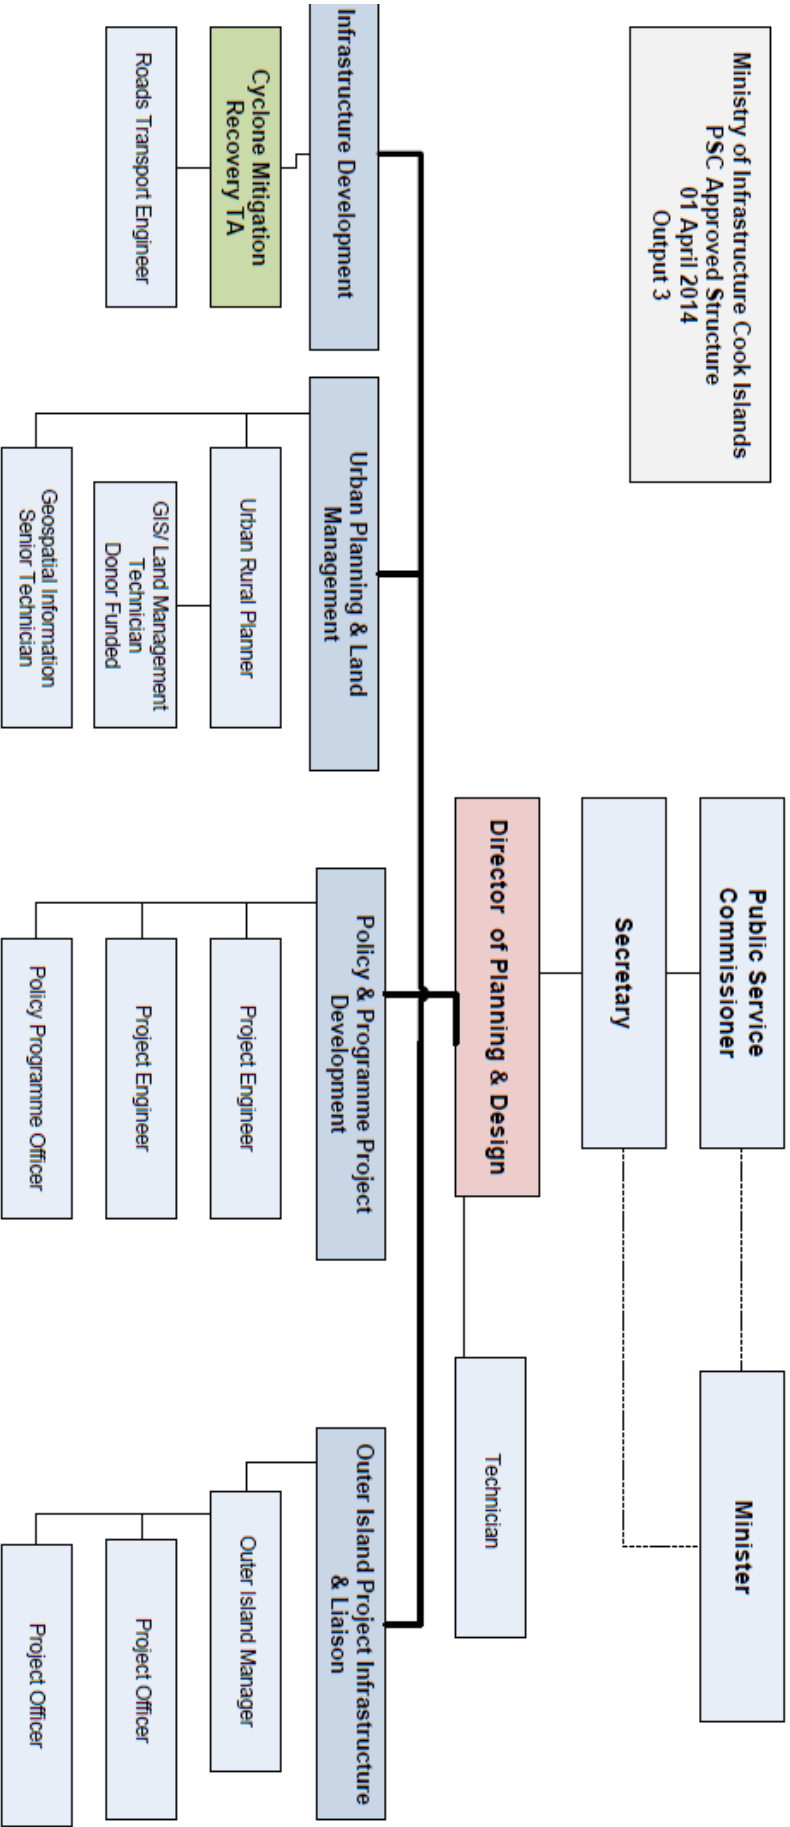 Ministry of Infrastructure Cook Islands
PSC Approved Structure
01 April 2014
Output 3
Public Service
Commissioner
Minister
Secretary
Director of Planning & Design
Technician
Infrastructure Development
Cyclone Mitigation
Recovery TA
Roads Transport Engineer
Urban Planning & Land
Management
Urban Rural Planner
GIS/ Land Management
Technician
Donor Funded
Geospatial Information
Senior Technician
Policy & Programme Project
Development
Project Engineer
Project Engineer
Policy Programme Officer
Outer Island Project Infrastructure
& Liaison
Outer Island Manager
Project Officer
Project Officer